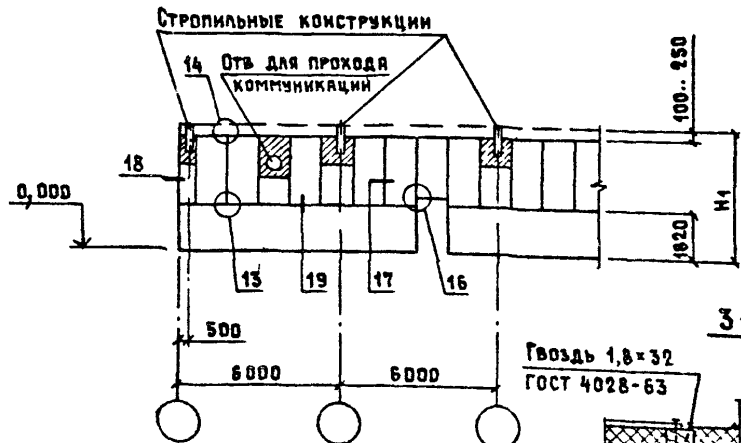 Стропильные конструкции
14
Отв для прохода
коммуникаций
100..250
18
0,000
H1
1820
13
19
17
16
500
6000
6000
3
Гвоздь 1,8×32
ГОСТ 4028-63